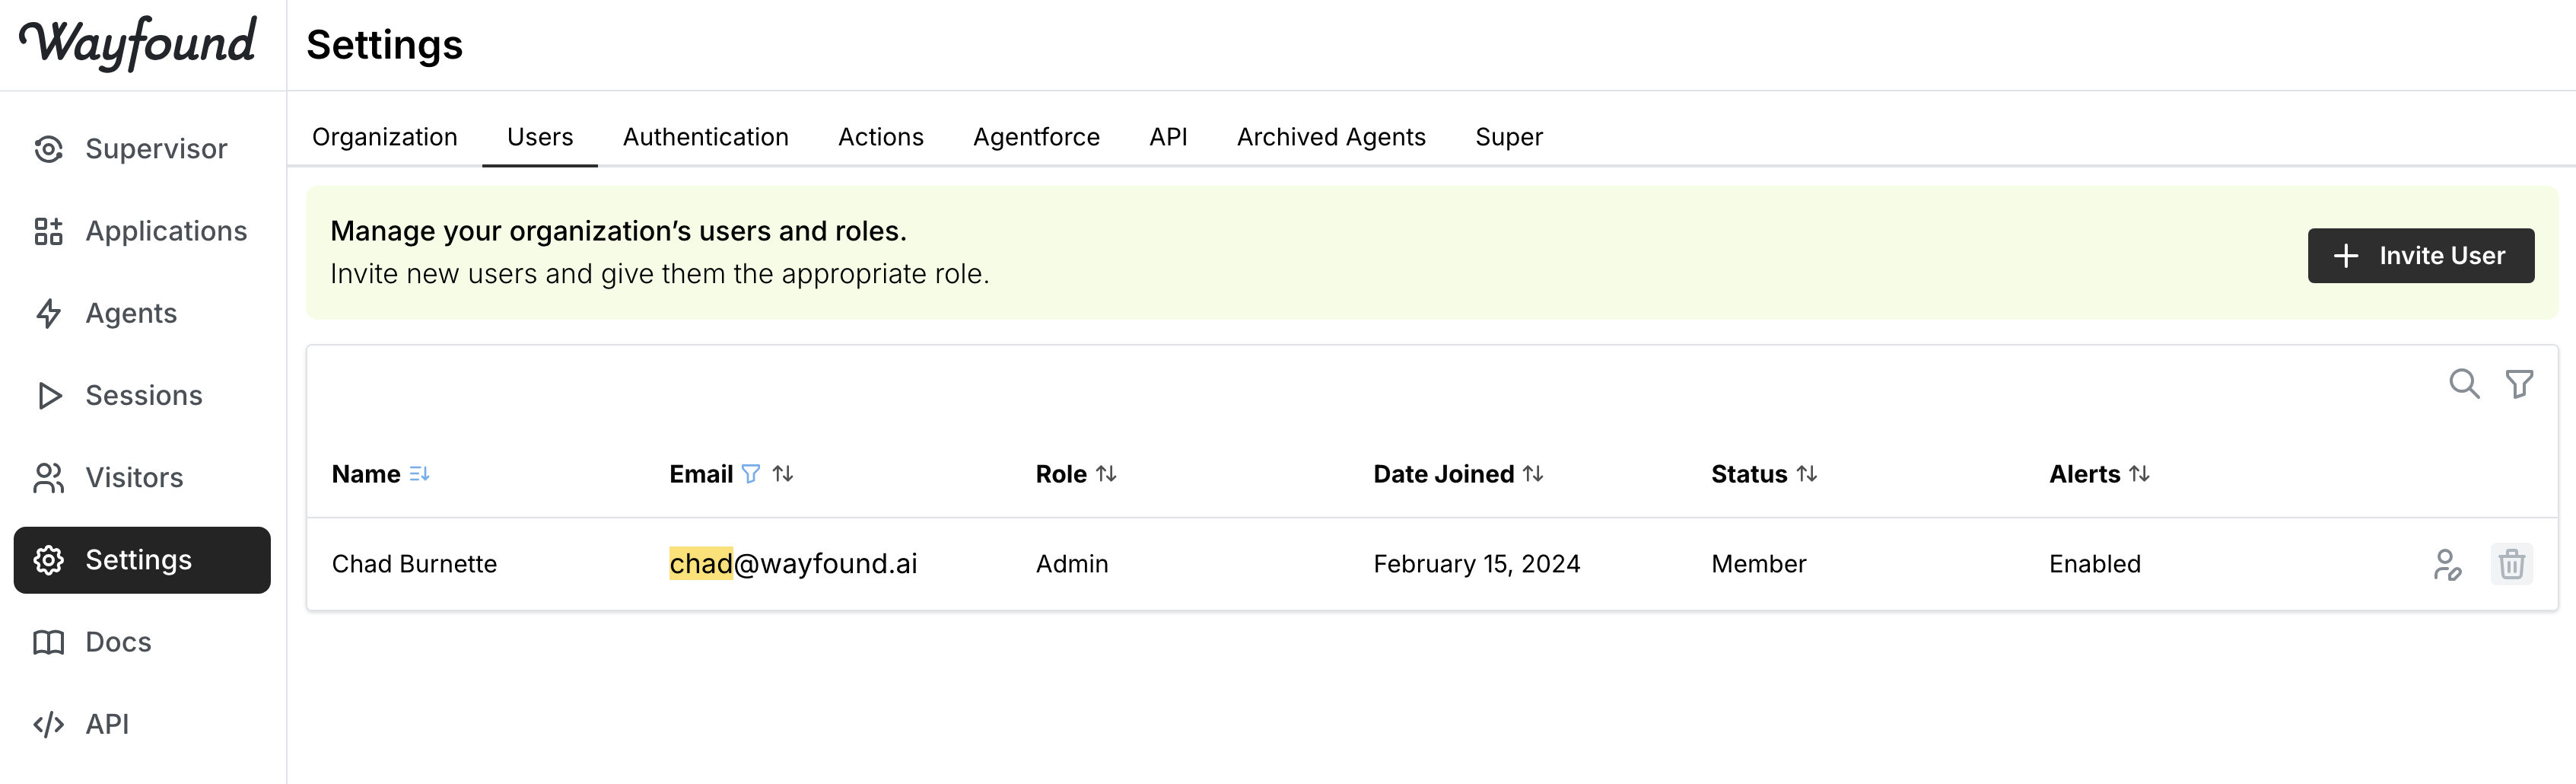 Wayfound
Settings
Supervisor
Applications
Agents
Sessions
Visitors
Settings
Docs
API
Organization Users Authentication Actions Agentforce API Archived Agents Super
Manage your organization’s users and roles.
Invite new users and give them the appropriate role.
Invite User
Name Email Role Date Joined Status Alerts
Chad Burnette chad@wayfound.ai Admin February 15, 2024 Member Enabled